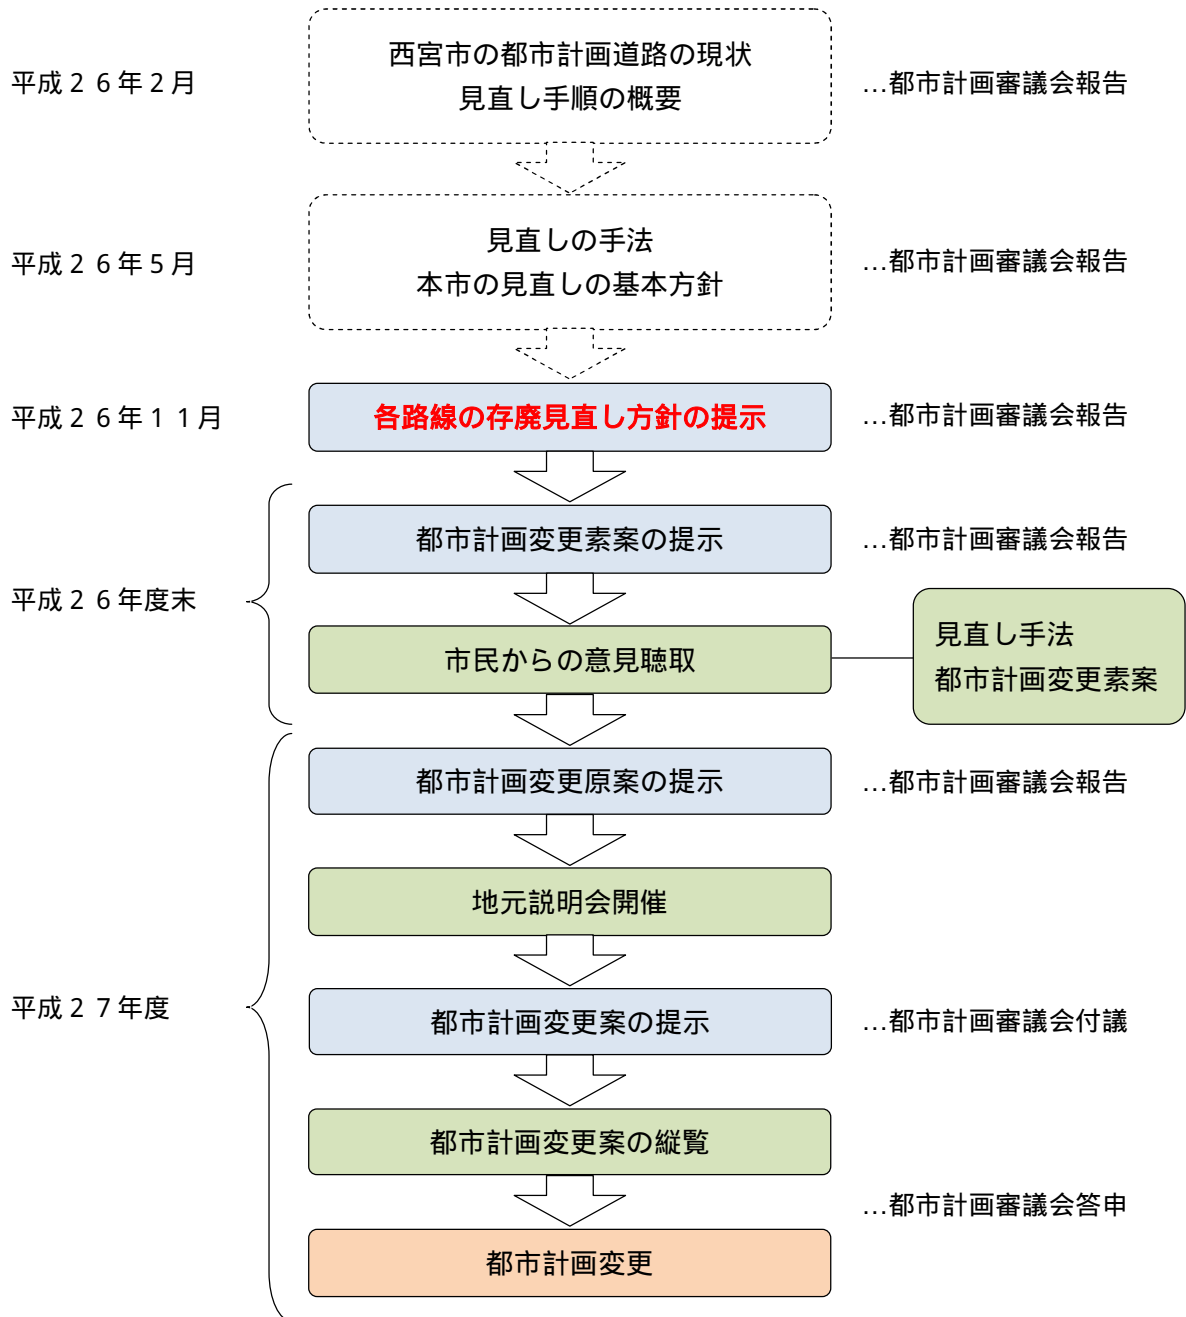 平成２６年２月
西宮市の都市計画道路の現状
見直し手順の概要
…都市計画審議会報告
平成２６年５月
見直しの手法
本市の見直しの基本方針
…都市計画審議会報告
平成２６年１１月
各路線の存廃見直し方針の提示
…都市計画審議会報告
都市計画変更素案の提示
…都市計画審議会報告
平成２６年度末
市民からの意見聴取
見直し手法
都市計画変更素案
都市計画変更原案の提示
…都市計画審議会報告
地元説明会開催
平成２７年度
都市計画変更案の提示
…都市計画審議会付議
都市計画変更案の縦覧
…都市計画審議会答申
都市計画変更